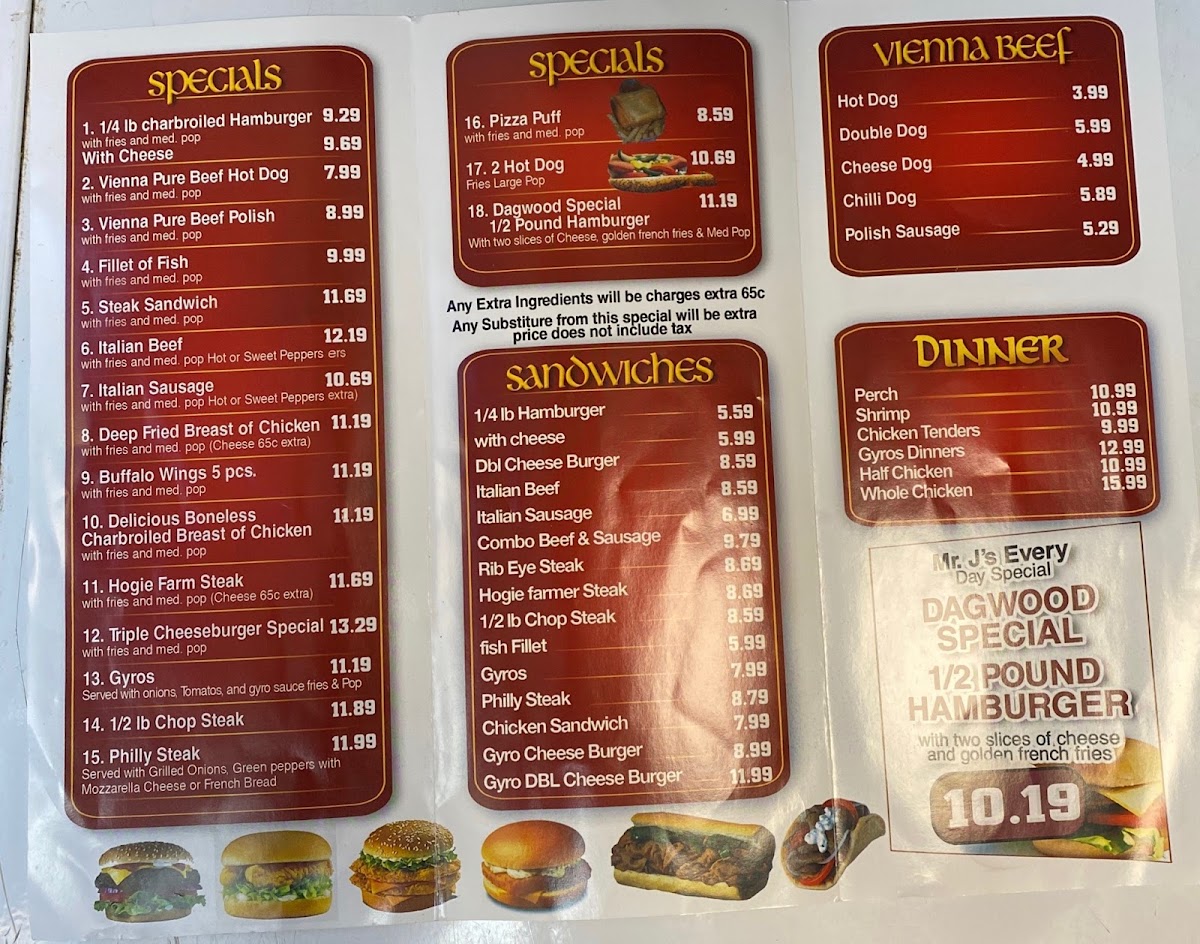 Specials
1. 1/4 lb charbroiled Hamburger 9.29
with fries and med. pop
With Cheese 9.69
2. Vienna Pure Beef Hot Dog 7.99
with fries and med. pop
3. Vienna Pure Beef Polish 8.99
with fries and med. pop
4. Fillet of Fish 9.99
with fries and med. pop
5. Steak Sandwich 11.69
with fries and med. pop
6. Italian Beef 12.19
with fries and med. pop Hot or Sweet Peppers ers
7. Italian Sausage 10.69
with fries and med. pop Hot or Sweet Peppers extra)
8. Deep Fried Breast of Chicken 11.19
with fries and med. pop (Cheese 65c extra)
9. Buffalo Wings 5 pcs. 11.19
with fries and med. pop
10. Delicious Boneless 11.19
Charbroiled Breast of Chicken
with fries and med. pop
11. Hogie Farm Steak 11.69
with fries and med. pop (Cheese 65c extra)
12. Triple Cheeseburger Special 13.29
with fries and med. pop
13. Gyros 11.19
Served with onions, Tomatos, and gyro sauce fries & Pop
14. 1/2 lb Chop Steak 11.89
15. Philly Steak 11.99
Served with Grilled Onions, Green peppers with
Mozzarella Cheese or French Bread
Specials
16. Pizza Puff 8.59
with fries and med. pop
17. 2 Hot Dog 10.69
Fries Large Pop
18. Dagwood Special 11.19
1/2 Pound Hamburger
With two slices of Cheese, golden french fries & Med Pop
Any Extra Ingredients will be charges extra 65c
Any Substiture from this special will be extra
price does not include tax
Sandwiches
1/4 lb Hamburger 5.59
with cheese 5.99
Dbl Cheese Burger 8.59
Italian Beef 8.59
Italian Sausage 6.99
Combo Beef & Sausage 9.79
Rib Eye Steak 8.69
Hogie farmer Steak 8.69
1/2 lb Chop Steak 8.59
fish Fillet 5.99
Gyros 7.99
Philly Steak 8.79
Chicken Sandwich 7.99
Gyro Cheese Burger 8.99
Gyro DBL Cheese Burger 11.99
Vienna Beef
Hot Dog 3.99
Double Dog 5.99
Cheese Dog 4.99
Chilli Dog 5.89
Polish Sausage 5.29
Dinner
Perch 10.99
Shrimp 10.99
Chicken Tenders 9.99
Gyros Dinners 12.99
Half Chicken 10.99
Whole Chicken 15.99
Mr. J's Every
Day Special
DAGWOOD
SPECIAL
1/2 POUND
HAMBURGER
with two slices of cheese
and golden french fries
10.19